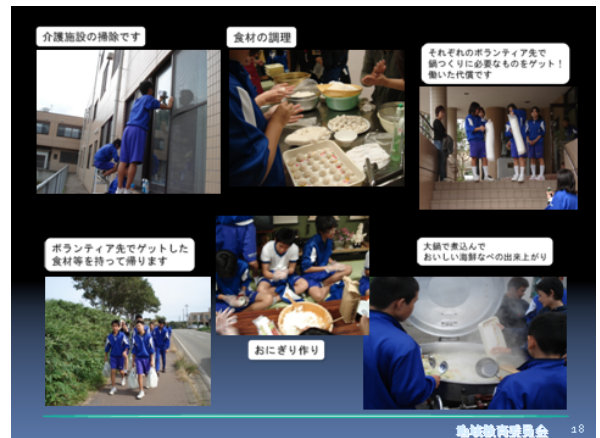 介護施設の掃除です
食材の調理
それぞれのボランティア先で
鍋つくりに必要なものをゲット！
働いた代償です
ボランティア先でゲットした
食材等を持って帰ります
おにぎり作り
大鍋で煮込んで
おいしい海鮮なべの出来上がり
教育委員会
18